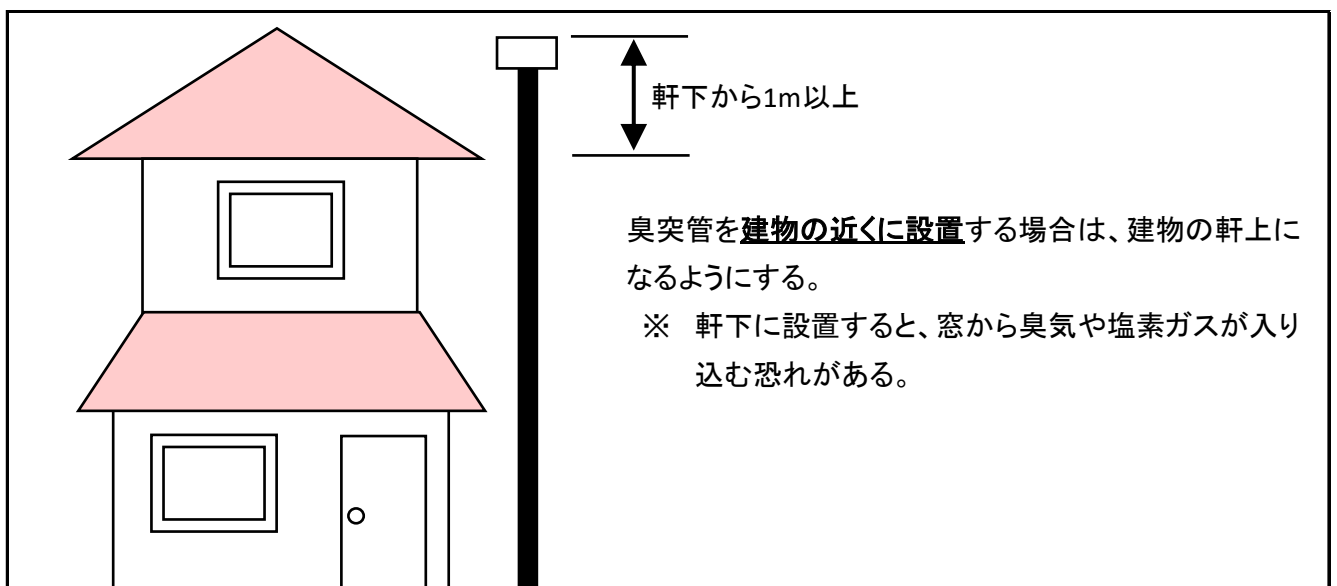 軒下から1m以上
臭突管を建物の近くに設置する場合は、建物の軒上に
なるようにする。
※ 軒下に設置すると、窓から臭気や塩素ガスが入り
込む恐れがある。